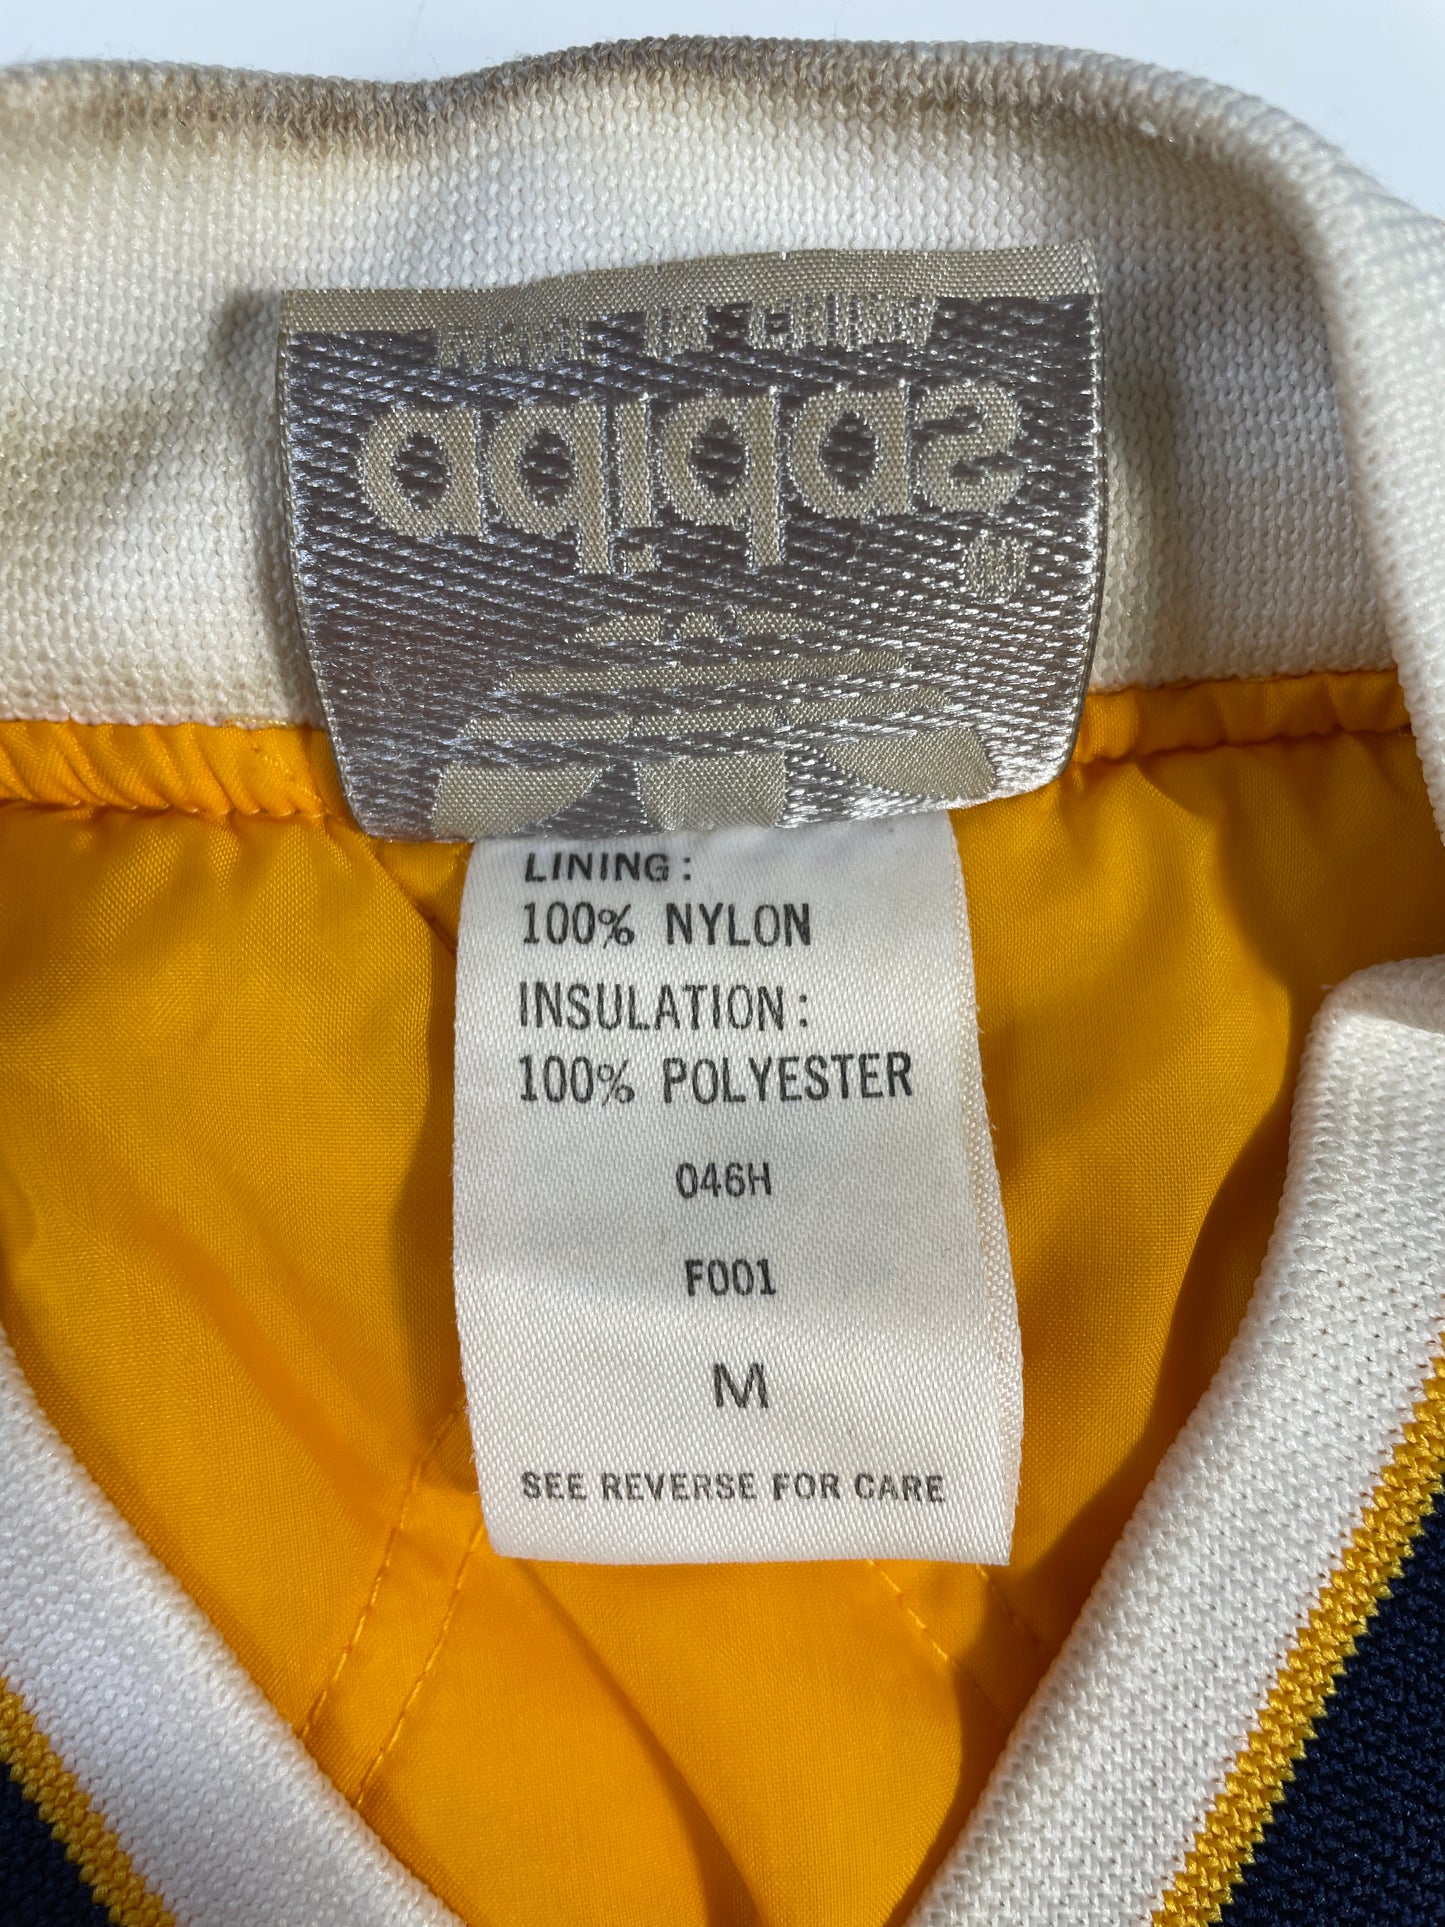 adidas ®
LINING:
100% NYLON
INSULATION:
100% POLYESTER
046H
F001
M
SEE REVERSE FOR CARE